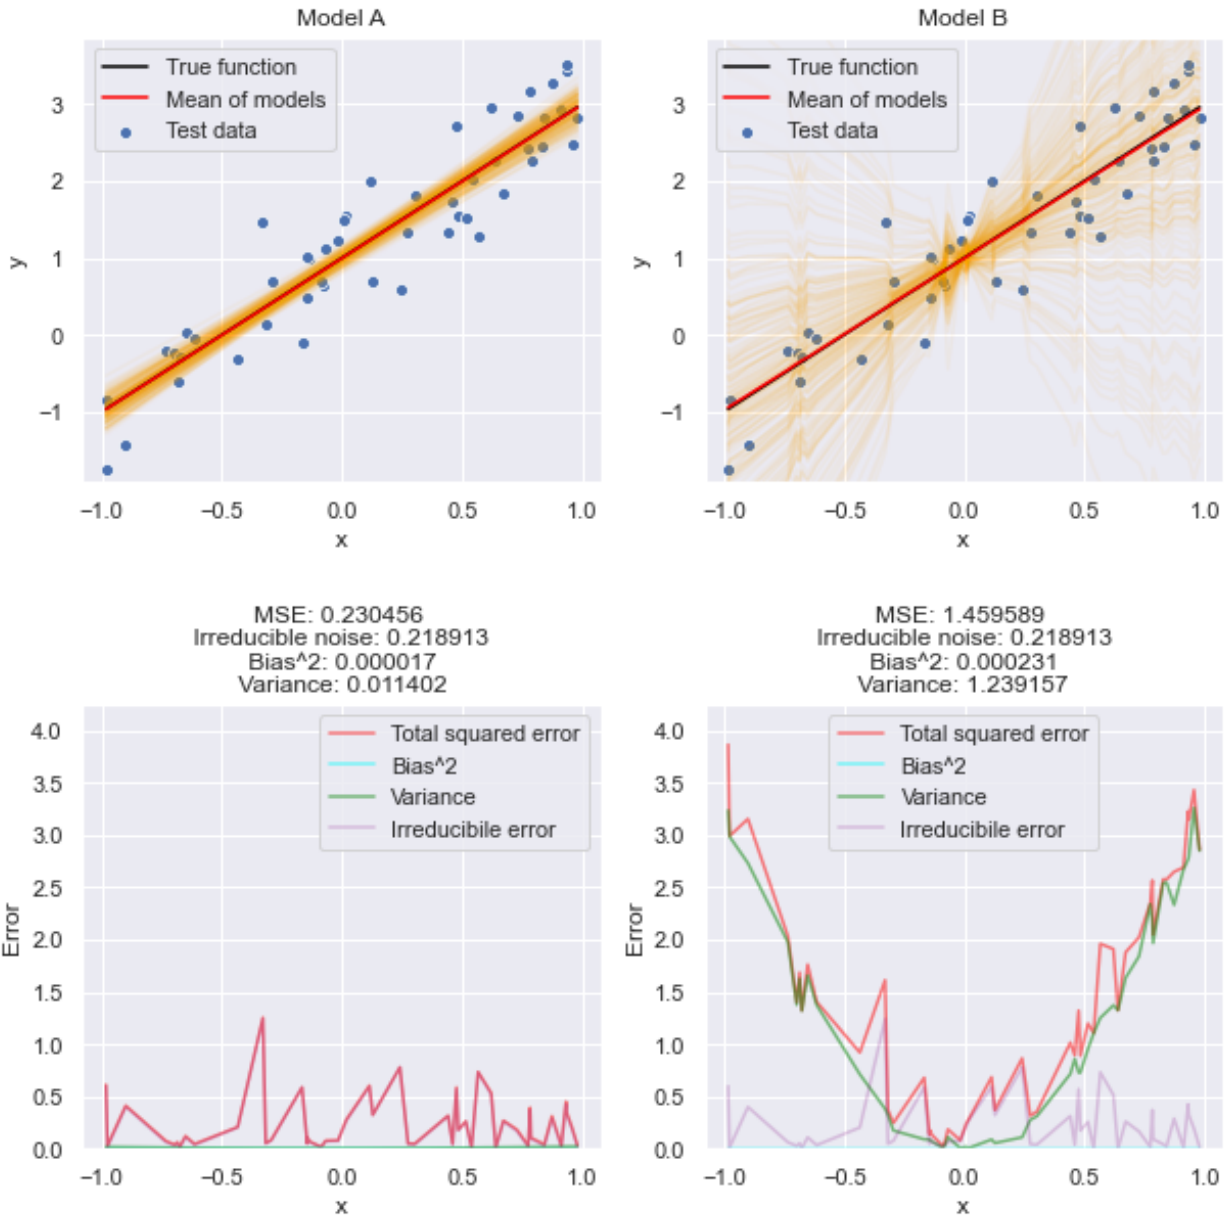 Model A
True function
Mean of models
Test data
3
2
1
0
−1
y
−1.0 −0.5 0.0 0.5 1.0
x
Model B
True function
Mean of models
Test data
3
2
1
0
−1
y
−1.0 −0.5 0.0 0.5 1.0
x
MSE: 0.230456
Irreducible noise: 0.218913
Bias^2: 0.000017
Variance: 0.011402
Total squared error
Bias^2
Variance
Irreducibile error
4.0
3.5
3.0
2.5
2.0
1.5
1.0
0.5
0.0
Error
−1.0 −0.5 0.0 0.5 1.0
x
MSE: 1.459589
Irreducible noise: 0.218913
Bias^2: 0.000231
Variance: 1.239157
Total squared error
Bias^2
Variance
Irreducibile error
4.0
3.5
3.0
2.5
2.0
1.5
1.0
0.5
0.0
Error
−1.0 −0.5 0.0 0.5 1.0
x